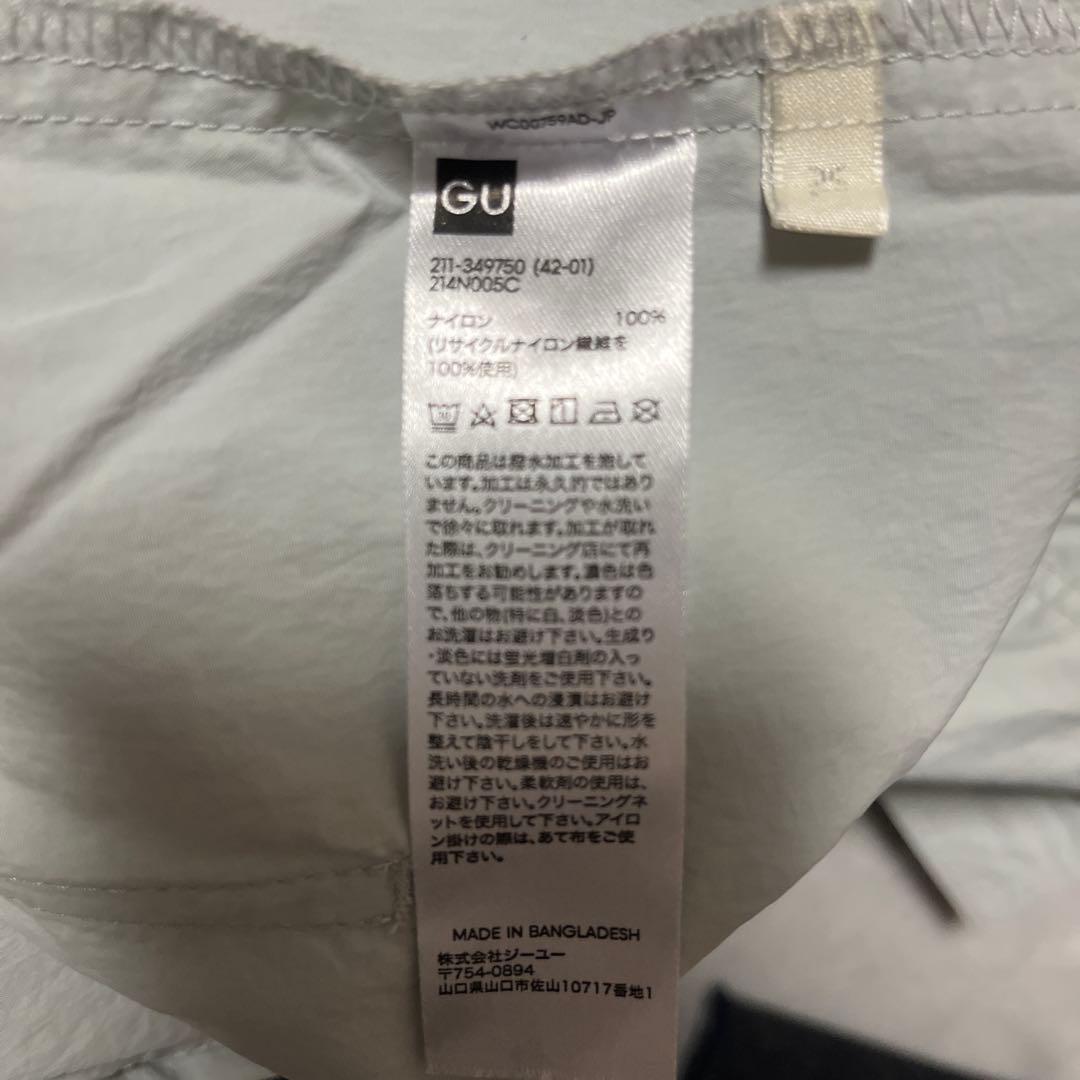 WC00759AD-JP
GU
211-349750 (42-01)
214N005C
ナイロン 100%
(リサイクルナイロン繊維を
100%使用)
この商品は撥水加工を施して
います。加工は永久的ではあり
ません。クリーニングや水洗い
で徐々に取れます。加工が取れ
た際は、クリーニング店にて再
加工をお勧めします。濃色は色
落ちする可能性がありますの
で、他の物(特に白、淡色)との
お洗濯はお避け下さい。生成り
・淡色には蛍光増白剤の入っ
ていない洗剤をご使用下さい。
長時間の水への浸漬はお避け
下さい。洗濯後は速やかに形を
整えて陰干しをして下さい。水
洗い後の乾燥機のご使用はお
避け下さい。柔軟剤の使用は、
お避け下さい。クリーニングネ
ットを使用して下さい。アイロ
ン掛けの際は、あて布をご使
用下さい。
MADE IN BANGLADESH
株式会社ジーユー
〒754-0894
山口県山口市佐山10717番地1